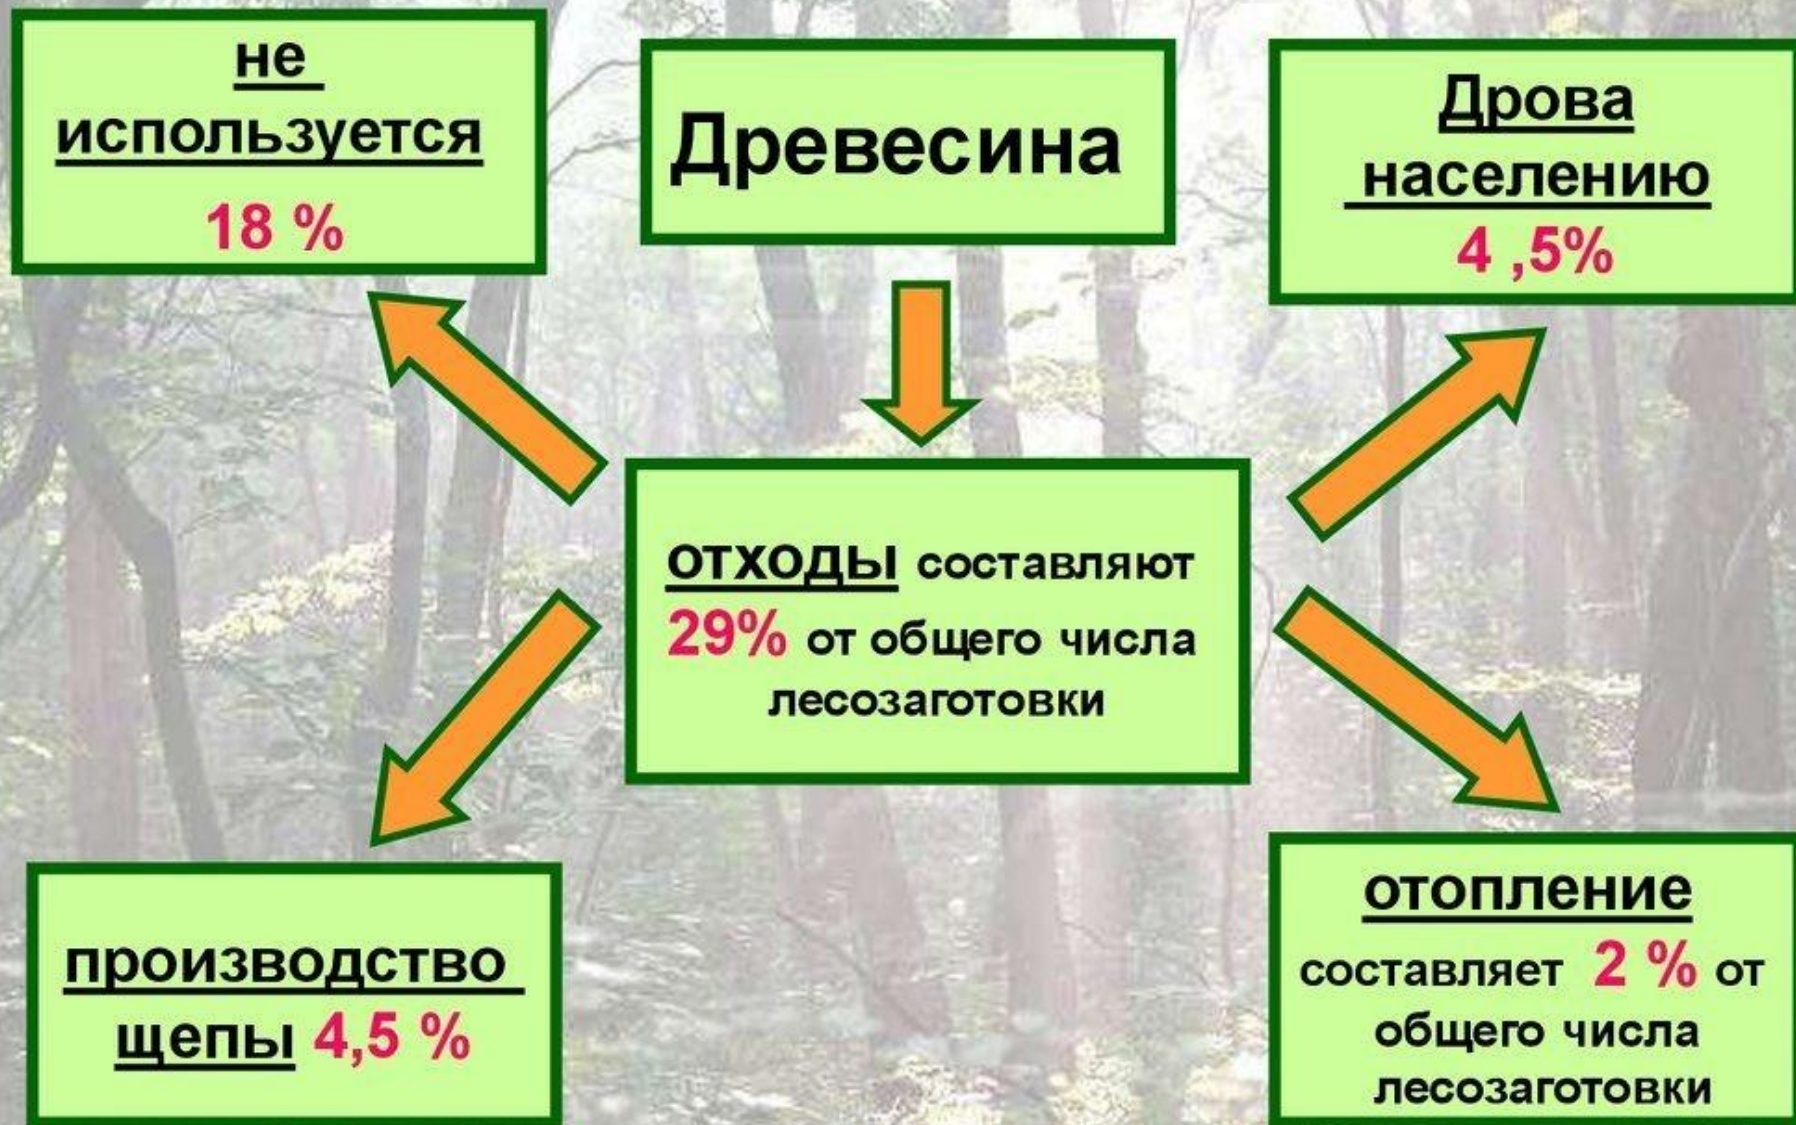 не
используется
18 %
Древесина
Дрова
населению
4 ,5%
отходы составляют
29% от общего числа
лесозаготовки
производство
щепы 4,5 %
отопление
составляет 2 % от
общего числа
лесозаготовки